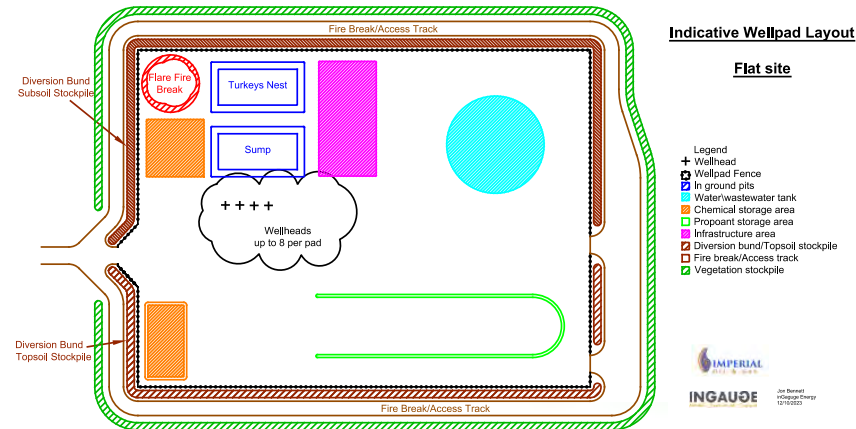 Indicative Wellpad Layout
Flat site
Fire Break/Access Track
Diversion Bund
Subsoil Stockpile
Flare Fire
Break
Turkeys Nest
Sump
Wellheads
up to 8 per pad
Diversion Bund
Topsoil Stockpile
Fire Break/Access Track
Legend
Wellhead
Wellpad Fence
In ground pits
Water\wastewater tank
Chemical storage area
Propoant storage area
Infrastructure area
Diversion bund/Topsoil stockpile
Fire break/Access track
Vegetation stockpile
IMPERIAL
INGAUGE
Jon Bennett
InGaguge Energy
12/10/2023